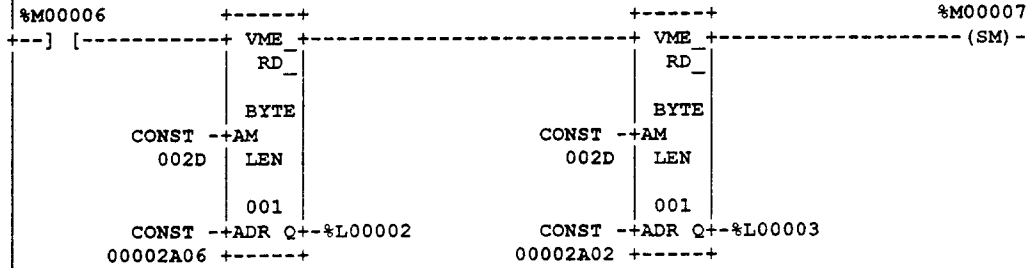 %M00006 +-----+ +-----+ %M00007
+--] [------------+ VME_+--------------------------------+ VME_+-------------------(SM)-
RD_ RD_
BYTE BYTE
CONST -+AM CONST -+AM
002D LEN 002D LEN
001 001
CONST -+ADR Q+-%L00002 CONST -+ADR Q+-%L00003
00002A06 +-----+ 00002A02 +-----+